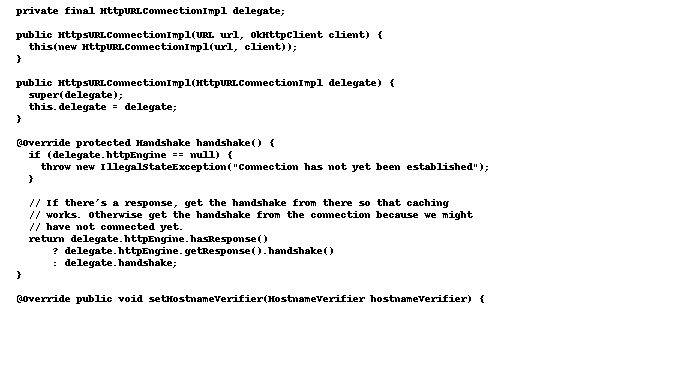 private final HttpURLConnectionImpl delegate;

public HttpsURLConnectionImpl(URL url, OkHttpClient client) {
  this(new HttpURLConnectionImpl(url, client));
}

public HttpsURLConnectionImpl(HttpURLConnectionImpl delegate) {
  super(delegate);
  this.delegate = delegate;
}

@Override protected Handshake handshake() {
  if (delegate.httpEngine == null) {
    throw new IllegalStateException("Connection has not yet been established");
  }

  // If there's a response, get the handshake from there so that caching
  // works. Otherwise get the handshake from the connection because we might
  // have not connected yet.
  return delegate.httpEngine.hasResponse()
      ? delegate.httpEngine.getResponse().handshake()
      : delegate.handshake;
}

@Override public void setHostnameVerifier(HostnameVerifier hostnameVerifier) {